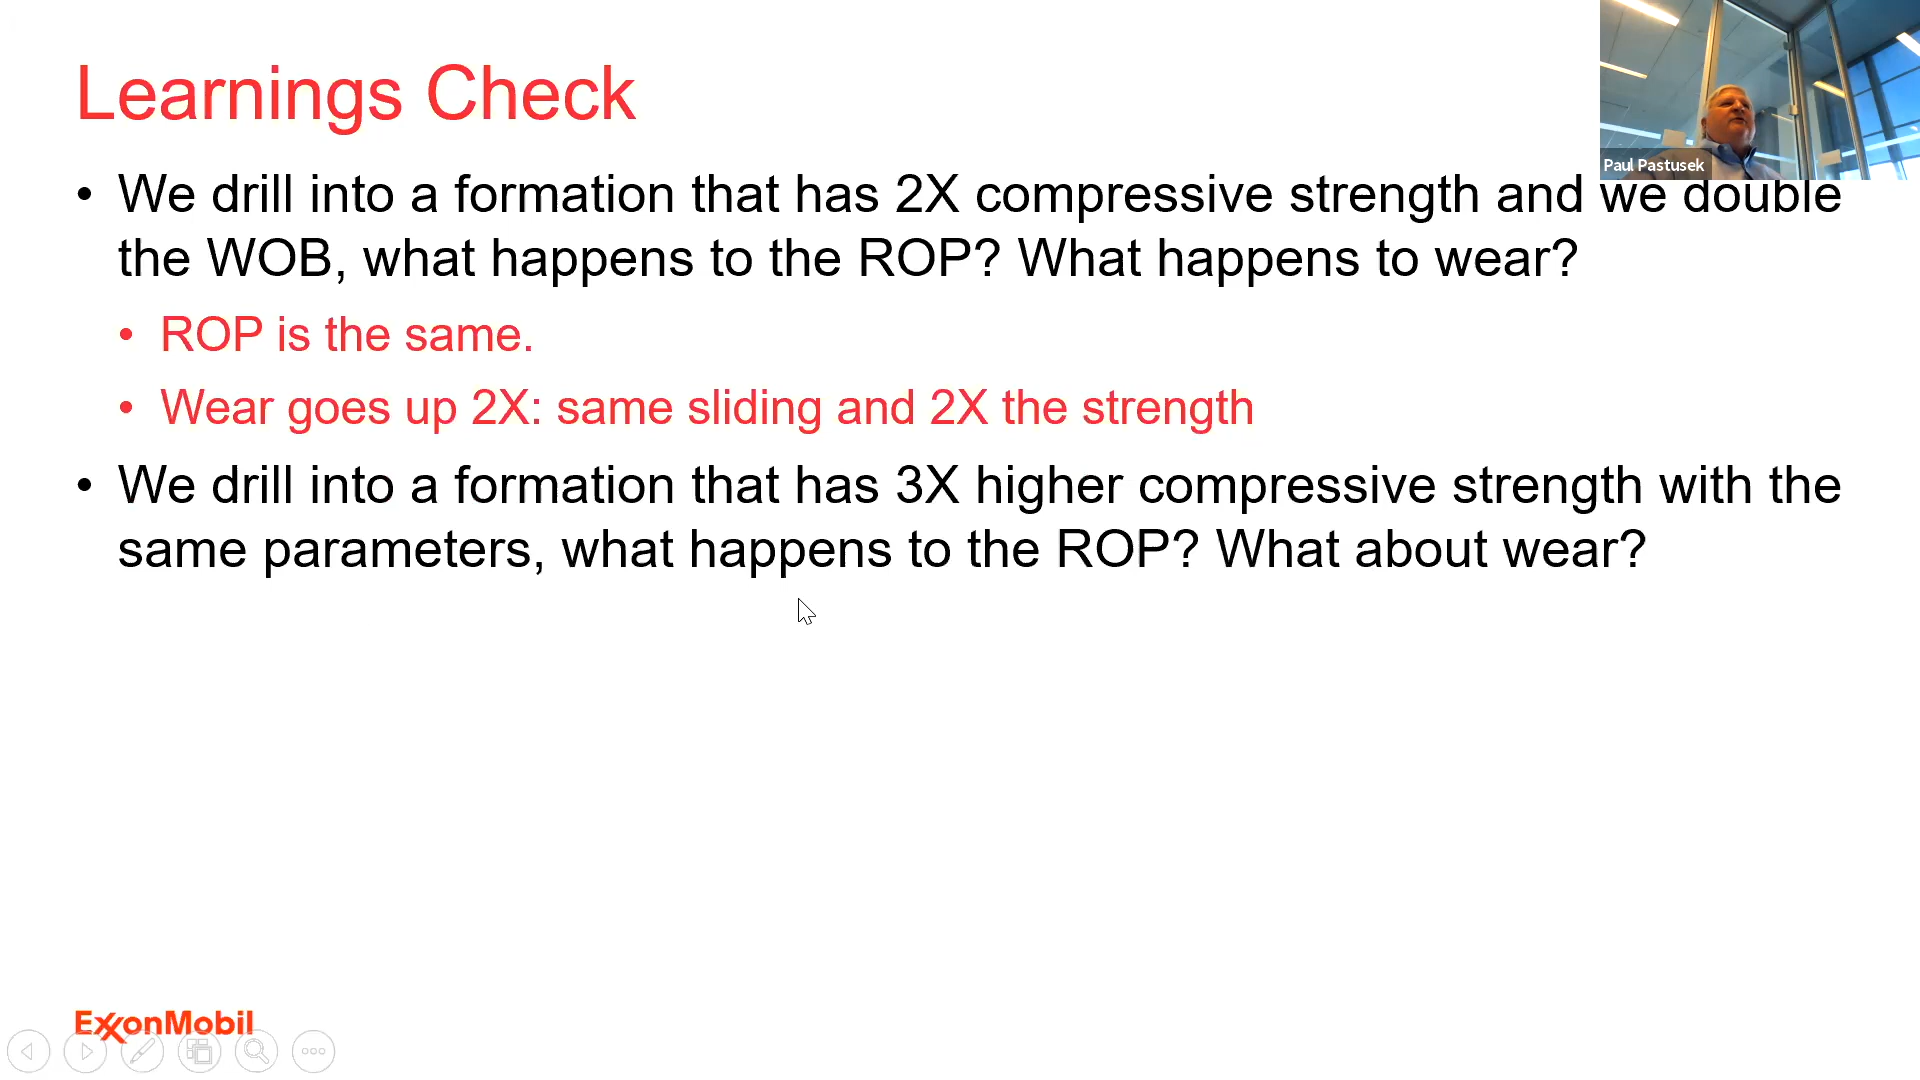 Learnings Check
Paul Pastusek
• We drill into a formation that has 2X compressive strength and we double
the WOB, what happens to the ROP? What happens to wear?
• ROP is the same.
• Wear goes up 2X: same sliding and 2X the strength
• We drill into a formation that has 3X higher compressive strength with the
same parameters, what happens to the ROP? What about wear?
ExxonMobil